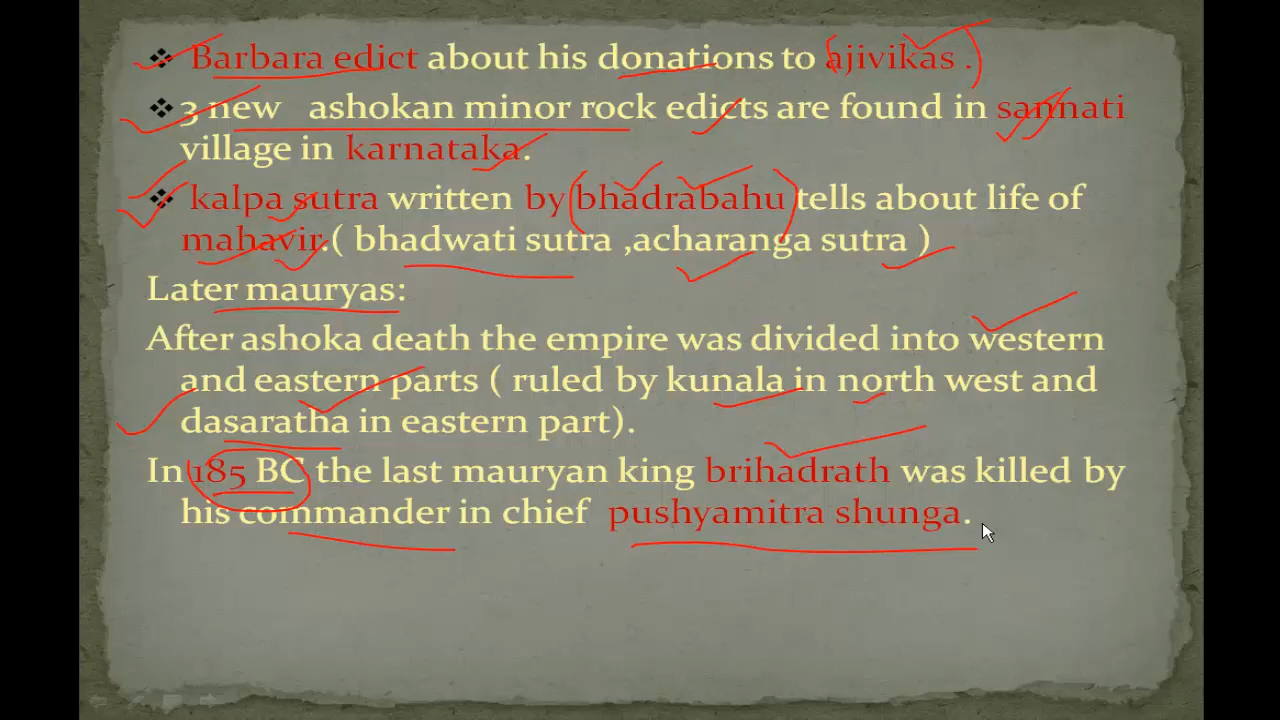 ❖ Barbara edict about his donations to ajivikas .
❖ 3 new ashokan minor rock edicts are found in sannati
village in karnataka.
❖ kalpa sutra written by bhadrabahu tells about life of
mahavir.( bhadwati sutra ,acharanga sutra )
Later mauryas:
After ashoka death the empire was divided into western
and eastern parts ( ruled by kunala in north west and
dasaratha in eastern part).
In 185 BC the last mauryan king brihadrath was killed by
his commander in chief pushyamitra shunga.